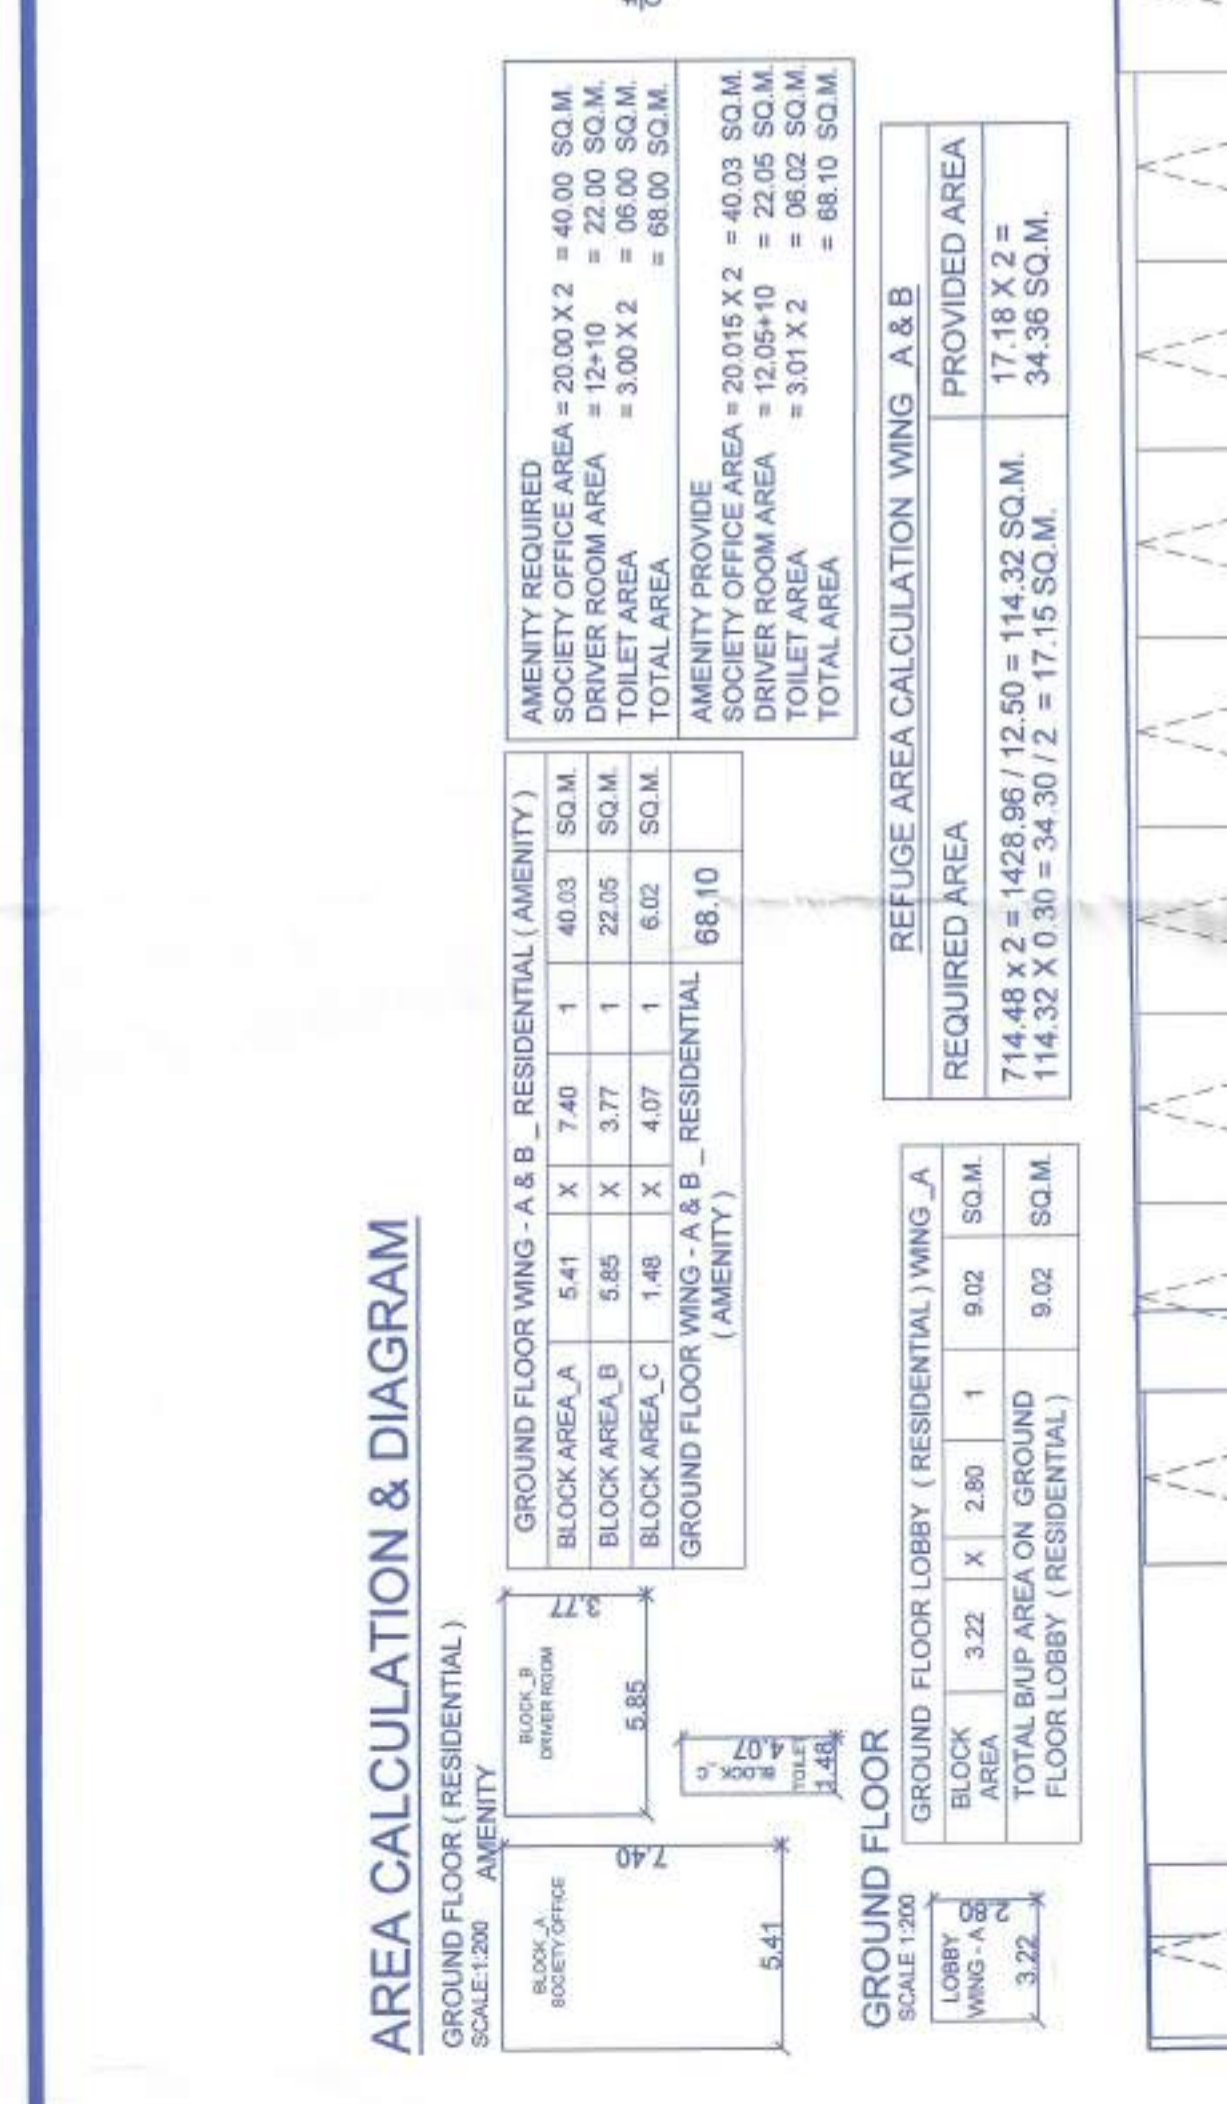 AREA CALCULATION & DIAGRAM
GROUND FLOOR ( RESIDENTIAL )
SCALE:1:200 AMENITY
BLOCK_A
SOCIETY OFFICE
7.40
5.41
BLOCK_B
DRIVER ROOM
3.77
5.85
BLOCK_C
4.07
TOILET
1.48
GROUND FLOOR WING - A & B _ RESIDENTIAL ( AMENITY )
BLOCK AREA_A 5.41 X 7.40 1 40.03 SQ.M.
BLOCK AREA_B 5.85 X 3.77 1 22.05 SQ.M.
BLOCK AREA_C 1.48 X 4.07 1 6.02 SQ.M.
GROUND FLOOR WING - A & B _ RESIDENTIAL 68.10
( AMENITY )
AMENITY REQUIRED
SOCIETY OFFICE AREA = 20.00 X 2 = 40.00 SQ.M.
DRIVER ROOM AREA = 12+10 = 22.00 SQ.M.
TOILET AREA = 3.00 X 2 = 06.00 SQ.M.
TOTAL AREA = 68.00 SQ.M.
AMENITY PROVIDE
SOCIETY OFFICE AREA = 20.015 X 2 = 40.03 SQ.M.
DRIVER ROOM AREA = 12.05+10 = 22.05 SQ.M.
TOILET AREA = 3.01 X 2 = 06.02 SQ.M.
TOTAL AREA = 68.10 SQ.M.
GROUND FLOOR
SCALE 1:200
LOBBY
WING - A
2.80
3.22
GROUND FLOOR LOBBY ( RESIDENTIAL ) WING _A
BLOCK AREA 3.22 X 2.80 1 9.02 SQ.M.
TOTAL B/UP AREA ON GROUND
FLOOR LOBBY ( RESIDENTIAL ) 9.02 SQ.M.
REFUGE AREA CALCULATION WING A & B
REQUIRED AREA PROVIDED AREA
714.48 x 2 = 1428.96 / 12.50 = 114.32 SQ.M. 17.18 X 2 =
114.32 X 0.30 = 34.30 / 2 = 17.15 SQ.M. 34.36 SQ.M.